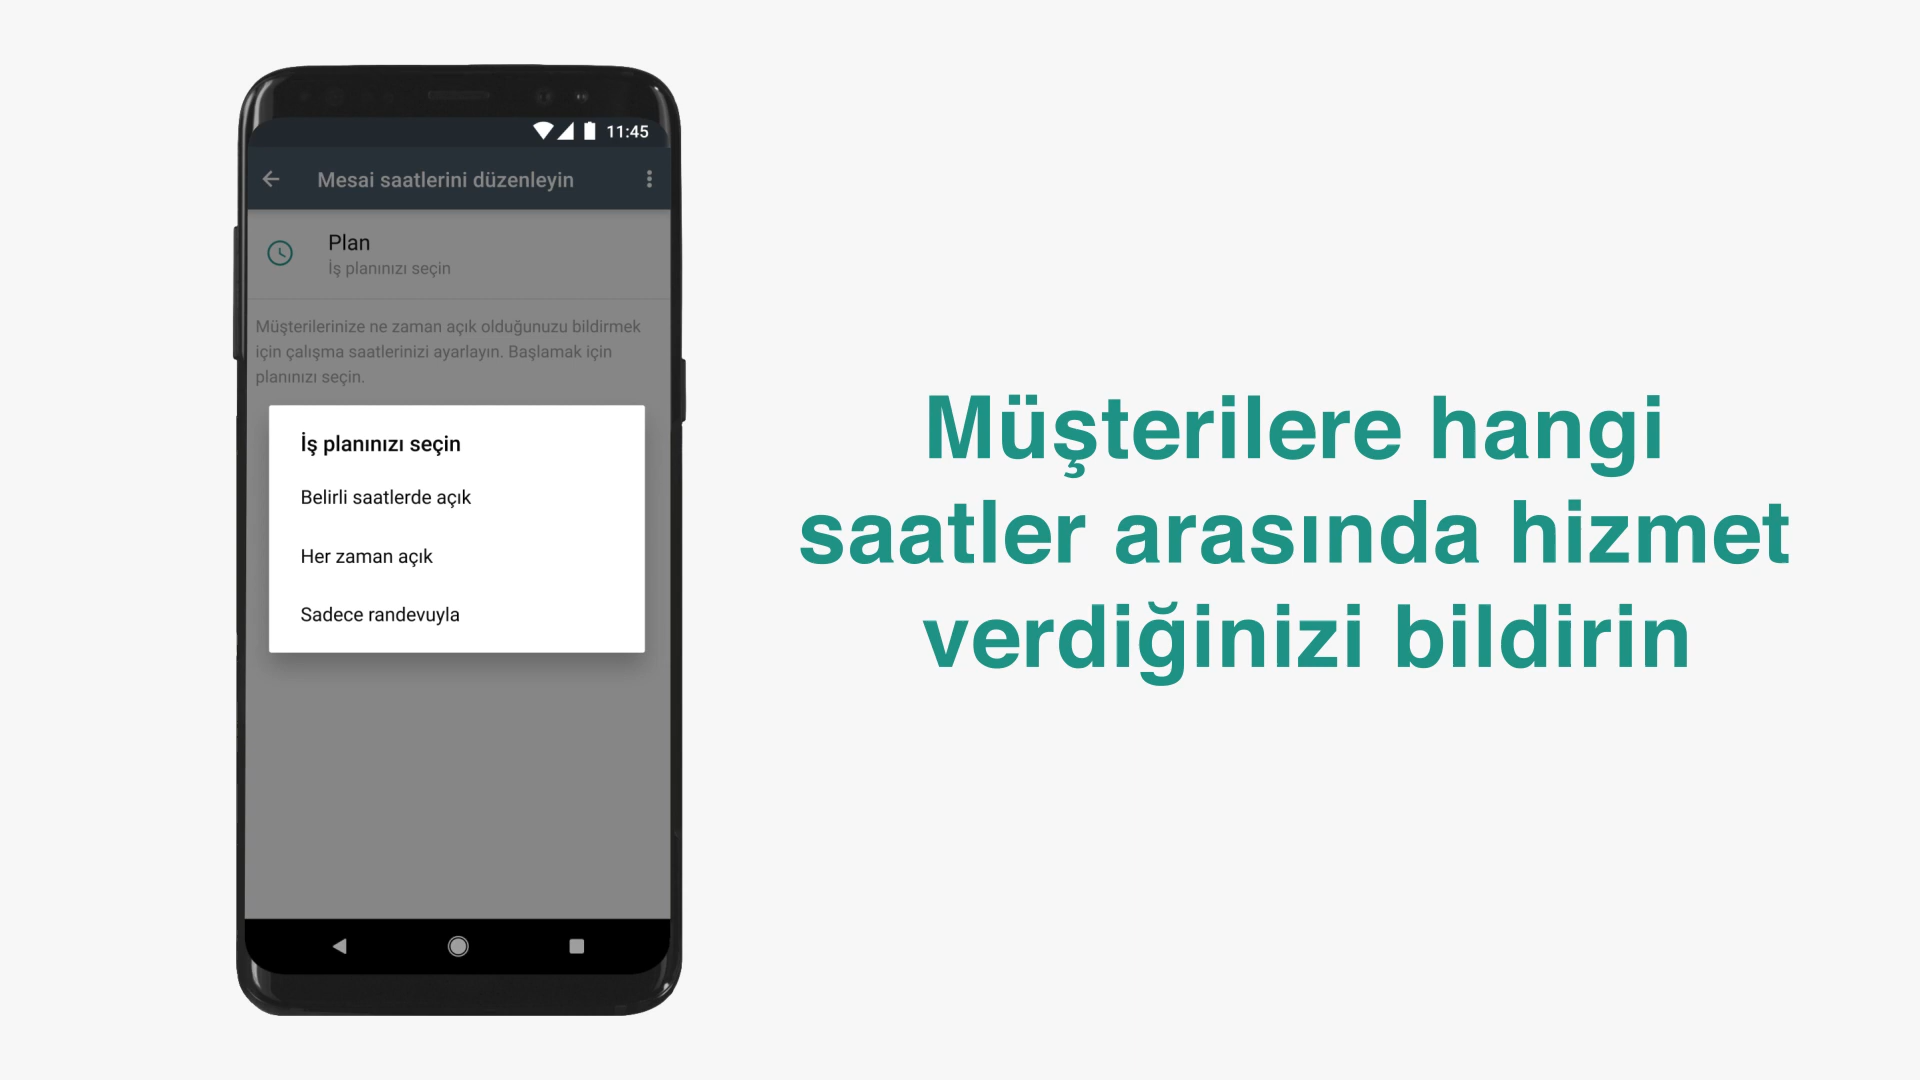 11:45
Mesai saatlerini düzenleyin
Plan
İş planınızı seçin
Müşterilerinize ne zaman açık olduğunuzu bildirmek
için çalışma saatlerinizi ayarlayın. Başlamak için
planınızı seçin.
İş planınızı seçin
Belirli saatlerde açık
Her zaman açık
Sadece randevuyla
Müşterilere hangi
saatler arasında hizmet
verdiğinizi bildirin